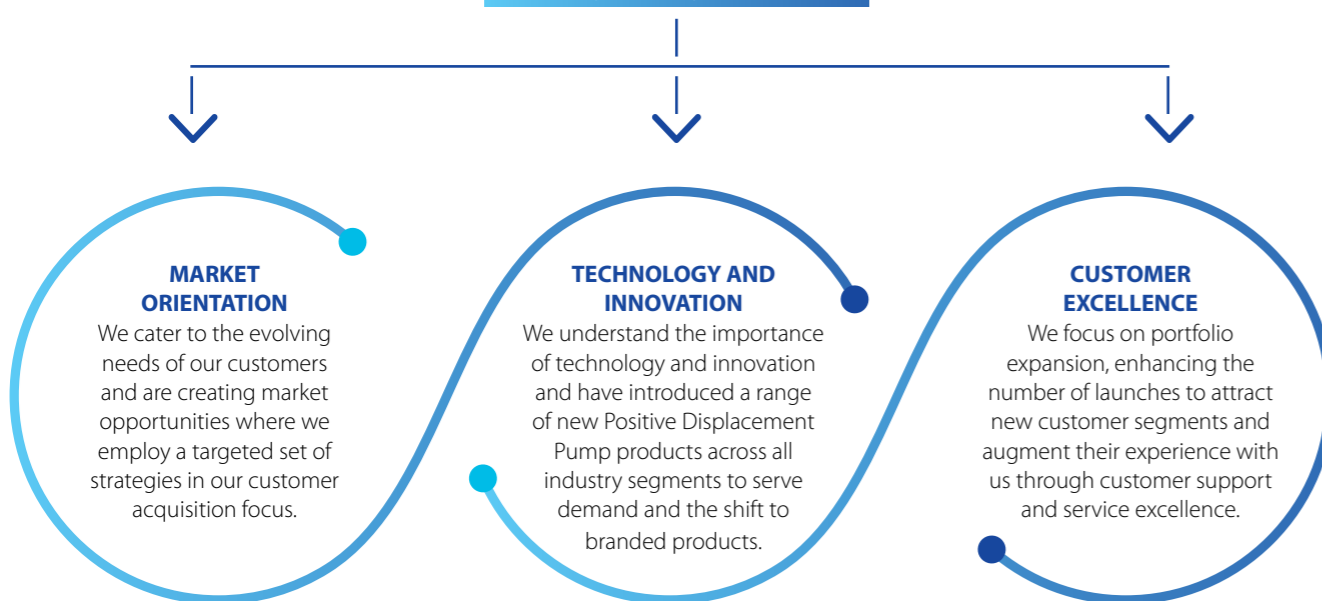 MARKET
ORIENTATION
We cater to the evolving
needs of our customers
and are creating market
opportunities where we
employ a targeted set of
strategies in our customer
acquisition focus.
TECHNOLOGY AND
INNOVATION
We understand the importance
of technology and innovation
and have introduced a range
of new Positive Displacement
Pump products across all
industry segments to serve
demand and the shift to
branded products.
CUSTOMER
EXCELLENCE
We focus on portfolio
expansion, enhancing the
number of launches to attract
new customer segments and
augment their experience with
us through customer support
and service excellence.